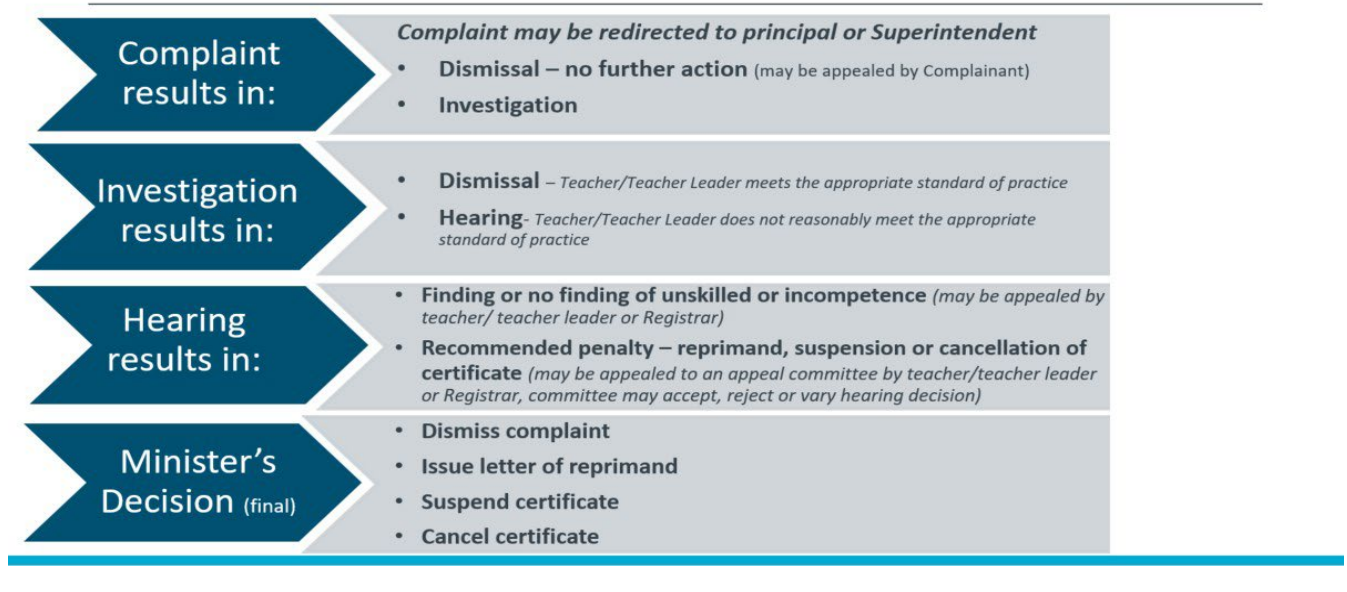 Complaint
results in:
Complaint may be redirected to principal or Superintendent
• Dismissal – no further action (may be appealed by Complainant)
• Investigation
Investigation
results in:
• Dismissal – Teacher/Teacher Leader meets the appropriate standard of practice
• Hearing- Teacher/Teacher Leader does not reasonably meet the appropriate
standard of practice
Hearing
results in:
• Finding or no finding of unskilled or incompetence (may be appealed by
teacher/ teacher leader or Registrar)
• Recommended penalty – reprimand, suspension or cancellation of
certificate (may be appealed to an appeal committee by teacher/teacher leader
or Registrar, committee may accept, reject or vary hearing decision)
Minister’s
Decision (final)
• Dismiss complaint
• Issue letter of reprimand
• Suspend certificate
• Cancel certificate